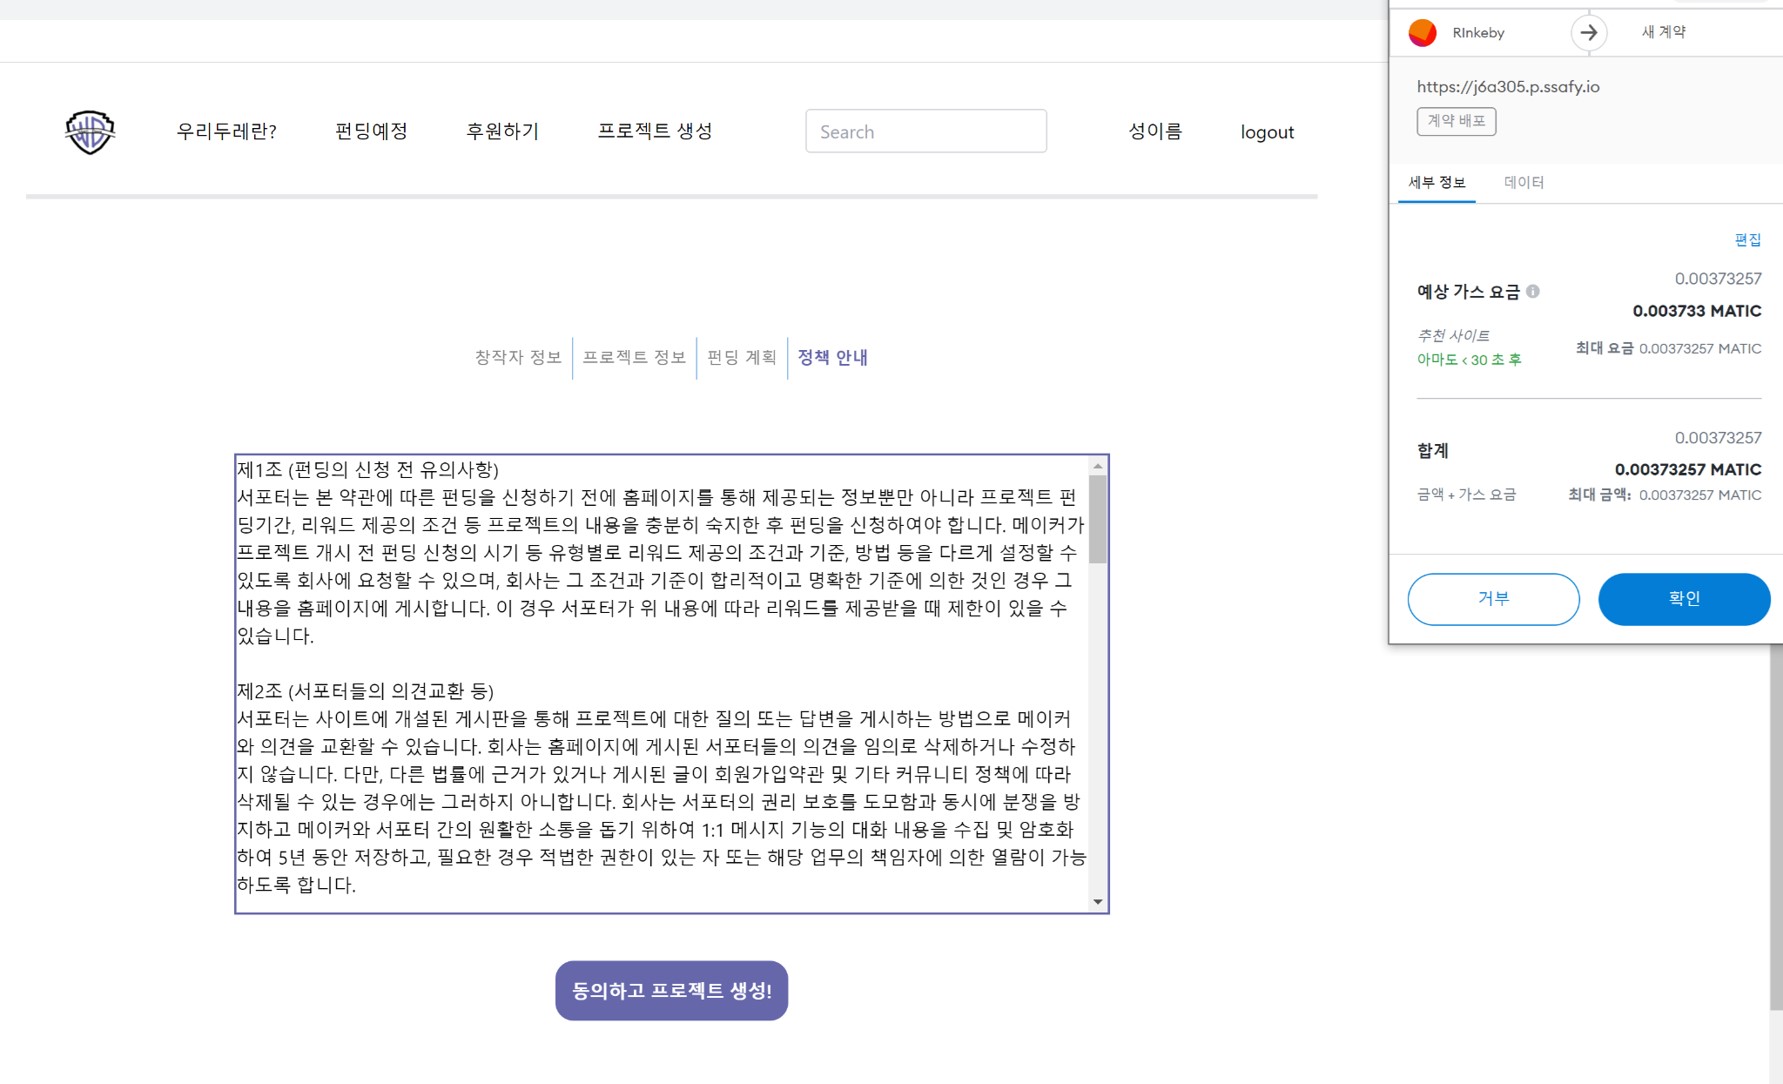 우리두레란?
펀딩예정
후원하기
프로젝트 생성
Search
성이름
logout
창작자 정보
프로젝트 정보
펀딩 계획
정책 안내
제1조 (펀딩의 신청 전 유의사항)
서포터는 본 약관에 따른 펀딩을 신청하기 전에 홈페이지를 통해 제공되는 정보뿐만 아니라 프로젝트 펀
딩기간, 리워드 제공의 조건 등 프로젝트의 내용을 충분히 숙지한 후 펀딩을 신청하여야 합니다. 메이커가
프로젝트 개시 전 펀딩 신청의 시기 등 유형별로 리워드 제공의 조건과 기준, 방법 등을 다르게 설정할 수
있도록 회사에 요청할 수 있으며, 회사는 그 조건과 기준이 합리적이고 명확한 기준에 의한 것인 경우 그
내용을 홈페이지에 게시합니다. 이 경우 서포터가 위 내용에 따라 리워드를 제공받을 때 제한이 있을 수
있습니다.
제2조 (서포터들의 의견교환 등)
서포터는 사이트에 개설된 게시판을 통해 프로젝트에 대한 질의 또는 답변을 게시하는 방법으로 메이커
와 의견을 교환할 수 있습니다. 회사는 홈페이지에 게시된 서포터들의 의견을 임의로 삭제하거나 수정하
지 않습니다. 다만, 다른 법률에 근거가 있거나 게시된 글이 회원가입약관 및 기타 커뮤니티 정책에 따라
삭제될 수 있는 경우에는 그러하지 아니합니다. 회사는 서포터의 권리 보호를 도모함과 동시에 분쟁을 방
지하고 메이커와 서포터 간의 원활한 소통을 돕기 위하여 1:1 메시지 기능의 대화 내용을 수집 및 암호화
하여 5년 동안 저장하고, 필요한 경우 적법한 권한이 있는 자 또는 해당 업무의 책임자에 의한 열람이 가능
하도록 합니다.
동의하고 프로젝트 생성!
RInkeby
새 계약
https://j6a305.p.ssafy.io
계약 배포
세부 정보
데이터
편집
0.00373257
예상 가스 요금
0.003733 MATIC
추천 사이트
아마도 < 30 초 후
최대 요금 0.00373257 MATIC
0.00373257
합계
0.00373257 MATIC
금액 + 가스 요금
최대 금액: 0.00373257 MATIC
거부
확인